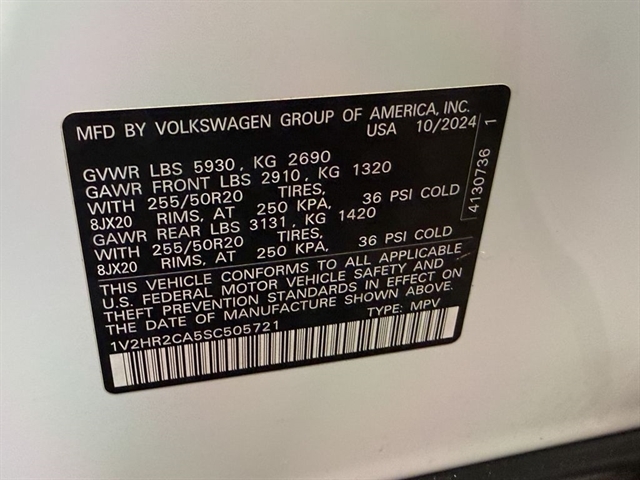 MFD BY VOLKSWAGEN GROUP OF AMERICA, INC.
USA 10/2024
GVWR LBS 5930, KG 2690
GAWR FRONT LBS 2910, KG 1320
WITH 255/50R20 TIRES,
8JX20 RIMS, AT 250 KPA, 36 PSI COLD
GAWR REAR LBS 3131, KG 1420
WITH 255/50R20 TIRES,
8JX20 RIMS, AT 250 KPA, 36 PSI COLD
THIS VEHICLE CONFORMS TO ALL APPLICABLE
U.S. FEDERAL MOTOR VEHICLE SAFETY AND
THEFT PREVENTION STANDARDS IN EFFECT ON
THE DATE OF MANUFACTURE SHOWN ABOVE.
1V2HR2CA5SC505721 TYPE: MPV
4130736 1